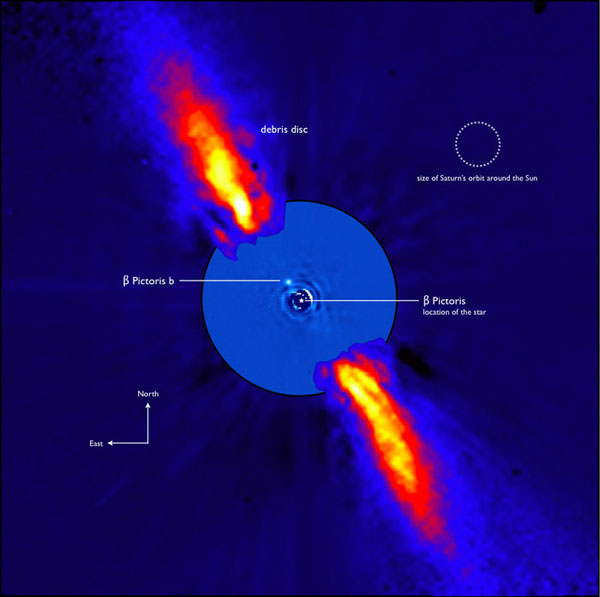 debris disc
size of Saturn's orbit around the Sun
β Pictoris b
β Pictoris
location of the star
North
East